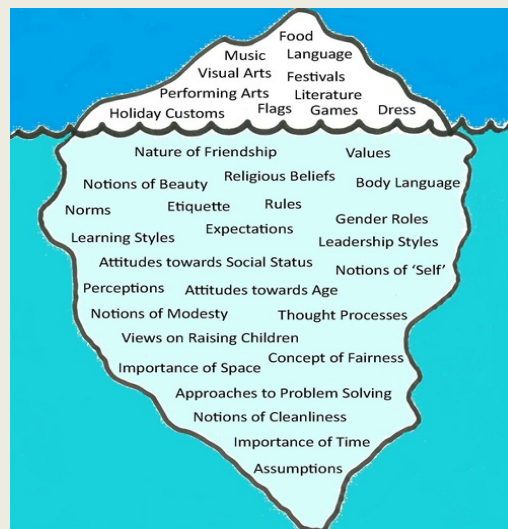 Food
Music Language
Visual Arts Festivals
Performing Arts Literature
Holiday Customs Flags Games Dress
Nature of Friendship Values
Notions of Beauty Religious Beliefs Body Language
Norms Etiquette Rules Gender Roles
Learning Styles Expectations Leadership Styles
Attitudes towards Social Status Notions of ‘Self’
Perceptions Attitudes towards Age
Notions of Modesty Thought Processes
Views on Raising Children
Importance of Space Concept of Fairness
Approaches to Problem Solving
Notions of Cleanliness
Importance of Time
Assumptions